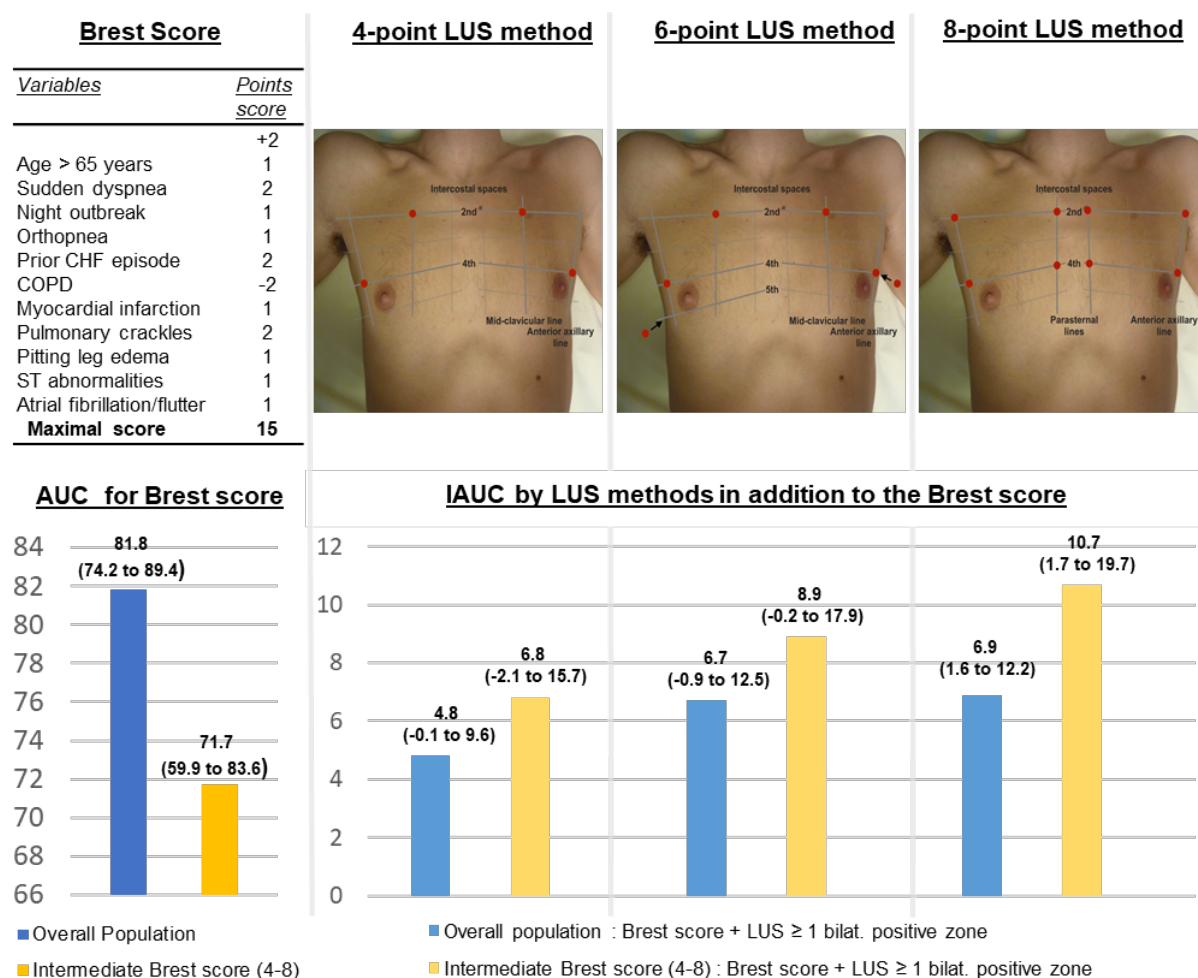 Brest Score
Variables Points
score
+2
Age > 65 years 1
Sudden dyspnea 2
Night outbreak 1
Orthopnea 1
Prior CHF episode 2
COPD -2
Myocardial infarction 1
Pulmonary crackles 2
Pitting leg edema 1
ST abnormalities 1
Atrial fibrillation/flutter 1
Maximal score 15
4-point LUS method
Intercostal spaces
2nd
4th
Mid-clavicular line
Anterior axillary
line
6-point LUS method
Intercostal spaces
2nd
4th
5th
Mid-clavicular line
Anterior axillary
line
8-point LUS method
Intercostal spaces
2nd
4th
Parasternal
lines
Anterior axillary
line
AUC for Brest score
84
82
80
78
76
74
72
70
68
66
81.8
(74.2 to 89.4)
71.7
(59.9 to 83.6)
Overall Population
Intermediate Brest score (4-8)
IAUC by LUS methods in addition to the Brest score
12
10
8
6
4
2
0
4.8
(-0.1 to 9.6)
6.8
(-2.1 to 15.7)
6.7
(-0.9 to 12.5)
8.9
(-0.2 to 17.9)
6.9
(1.6 to 12.2)
10.7
(1.7 to 19.7)
Overall population : Brest score + LUS ≥ 1 bilat. positive zone
Intermediate Brest score (4-8) : Brest score + LUS ≥ 1 bilat. positive zone